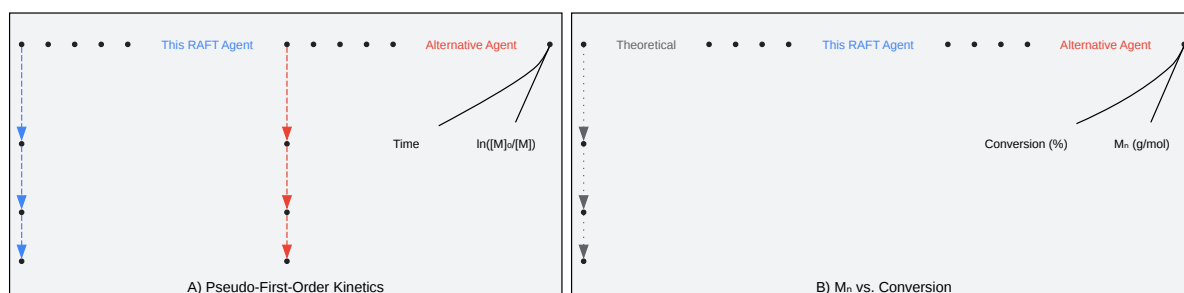 This RAFT Agent
Alternative Agent
Time
ln([M]₀/[M])
A) Pseudo-First-Order Kinetics
Theoretical
This RAFT Agent
Alternative Agent
Conversion (%)
Mₙ (g/mol)
B) Mₙ vs. Conversion